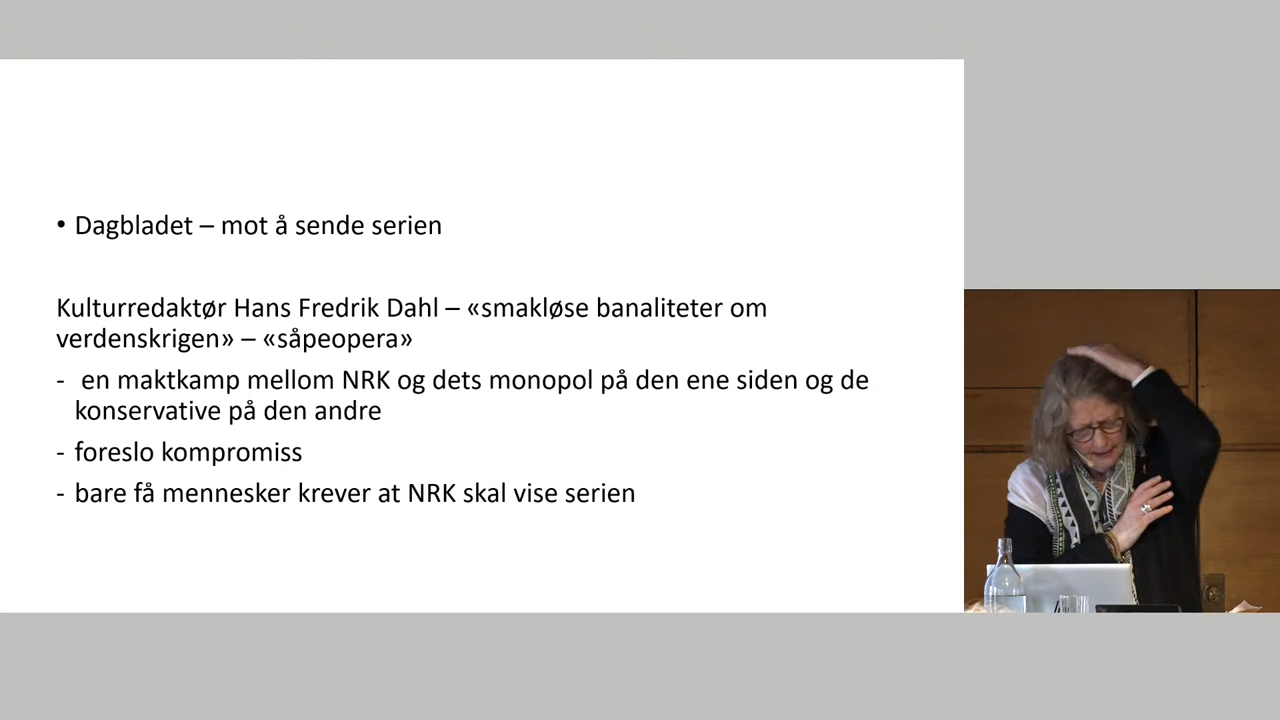 • Dagbladet – mot å sende serien
Kulturredaktør Hans Fredrik Dahl – «smakløse banaliteter om
verdenskrigen» – «såpeopera»
- en maktkamp mellom NRK og dets monopol på den ene siden og de
konservative på den andre
- foreslo kompromiss
- bare få mennesker krever at NRK skal vise serien